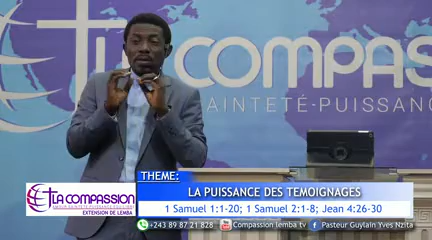 LA COMPASS
SAINTETÉ-PUISSANC
THEME:
LA PUISSANCE DES TEMOIGNAGES
LA COMPASSION
EXTENSION DE LEMBA
1 Samuel 1:1-20; 1 Samuel 2:1-8; Jean 4:26-30
+243 89 87 21 828
Compassion lemba tv
Pasteur Guylain Yves Nzita